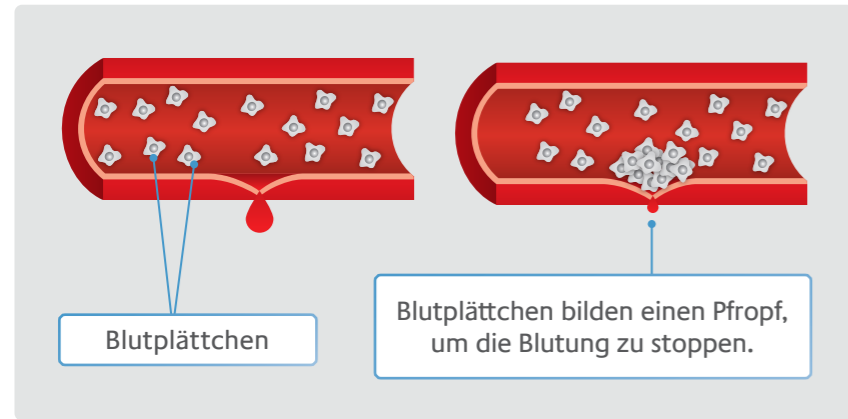 Blutplättchen
Blutplättchen bilden einen Pfropf,
um die Blutung zu stoppen.